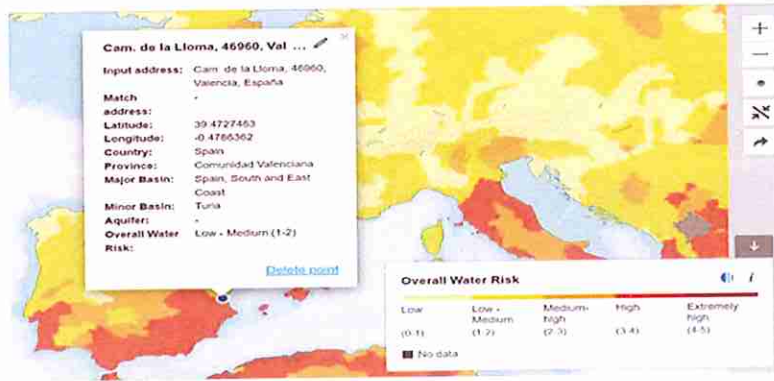 Cam. de la Lloma, 46960, Val ...
Input address: Cam. de la Lloma, 46960,
Valencia, España
Match -
address:
Latitude: 39.4727463
Longitude: -0.4786362
Country: Spain
Province: Comunidad Valenciana
Major Basin: Spain, South and East
Coast
Minor Basin: Turia
Aquifer: -
Overall Water Low - Medium (1-2)
Risk:
Delete point
Overall Water Risk
Low Low - Medium- High Extremely
Medium high high
(0-1) (1-2) (2-3) (3-4) (4-5)
No data